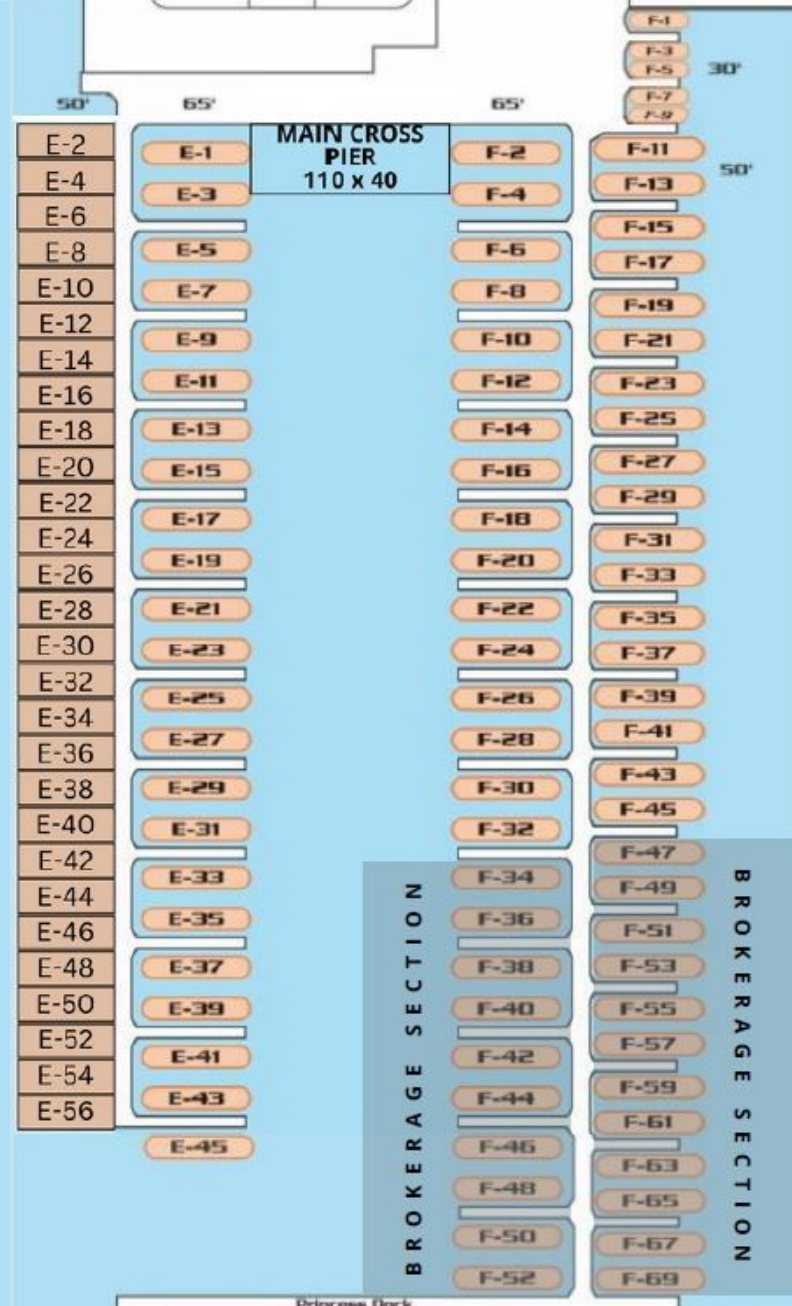 F-1
F-3
F-5
30'
F-7
F-9
50'
65'
65'
MAIN CROSS
PIER
110 x 40
E-2
E-4
E-6
E-8
E-10
E-12
E-14
E-16
E-18
E-20
E-22
E-24
E-26
E-28
E-30
E-32
E-34
E-36
E-38
E-40
E-42
E-44
E-46
E-48
E-50
E-52
E-54
E-56
E-1
E-3
E-5
E-7
E-9
E-11
E-13
E-15
E-17
E-19
E-21
E-23
E-25
E-27
E-29
E-31
E-33
E-35
E-37
E-39
E-41
E-43
E-45
F-2
F-4
F-6
F-8
F-10
F-12
F-14
F-16
F-18
F-20
F-22
F-24
F-26
F-28
F-30
F-32
F-34
F-36
F-38
F-40
F-42
F-44
F-46
F-48
F-50
F-52
BROKERAGE SECTION
F-11
F-13
50'
F-15
F-17
F-19
F-21
F-23
F-25
F-27
F-29
F-31
F-33
F-35
F-37
F-39
F-41
F-43
F-45
F-47
F-49
F-51
F-53
F-55
F-57
F-59
F-61
F-63
F-65
F-67
F-69
BROKERAGE SECTION
Princess Dock